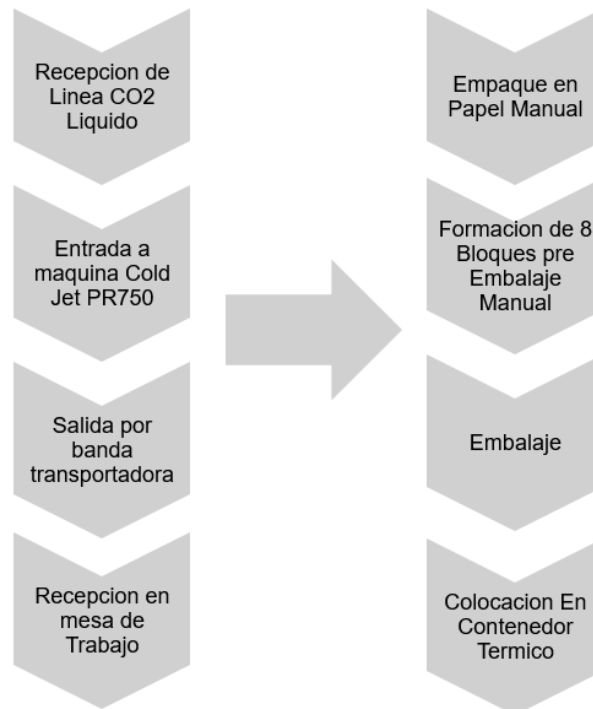 Recepcion de
Linea CO2
Liquido
Entrada a
maquina Cold
Jet PR750
Salida por
banda
transportadora
Recepcion en
mesa de
Trabajo
Empaque en
Papel Manual
Formacion de 8
Bloques pre
Embalaje
Manual
Embalaje
Colocacion En
Contenedor
Termico